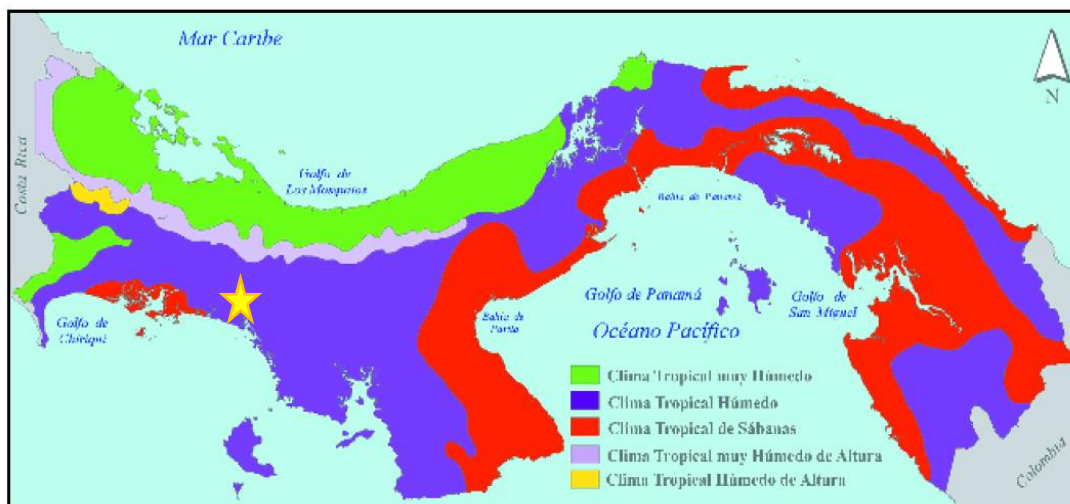 Mar Caribe
N
Costa Rica
Golfo de
Los Mosquitos
Bahía de Panamá
Golfo de
Chiriquí
Bahía de
Parita
Golfo de Panamá
Golfo de
San Miguel
Océano Pacífico
Clima Tropical muy Húmedo
Clima Tropical Húmedo
Clima Tropical de Sábanas
Clima Tropical muy Húmedo de Altura
Clima Tropical Húmedo de Altura
Colombia